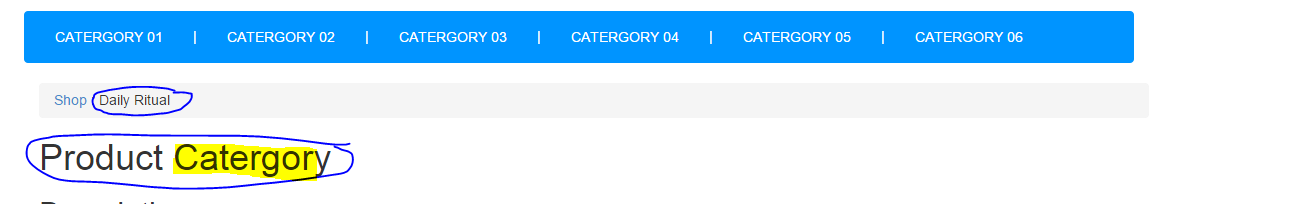 CATERGORY 01 | CATERGORY 02 | CATERGORY 03 | CATERGORY 04 | CATERGORY 05 | CATERGORY 06
Shop Daily Ritual
Product Catergory